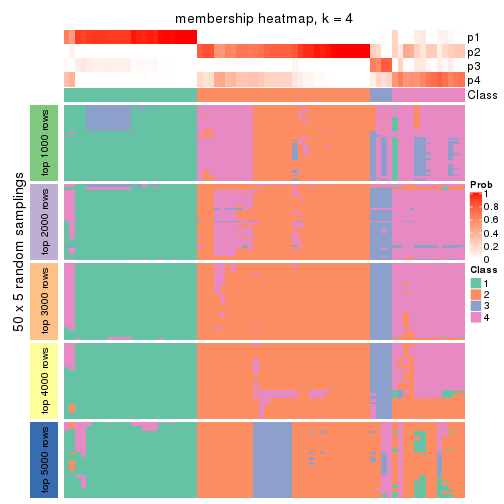 membership heatmap, k = 4
p1
p2
p3
p4
Class
50 x 5 random samplings
top 1000 rows
top 2000 rows
top 3000 rows
top 4000 rows
top 5000 rows
Prob
1
0.8
0.6
0.4
0.2
0
Class
1
2
3
4